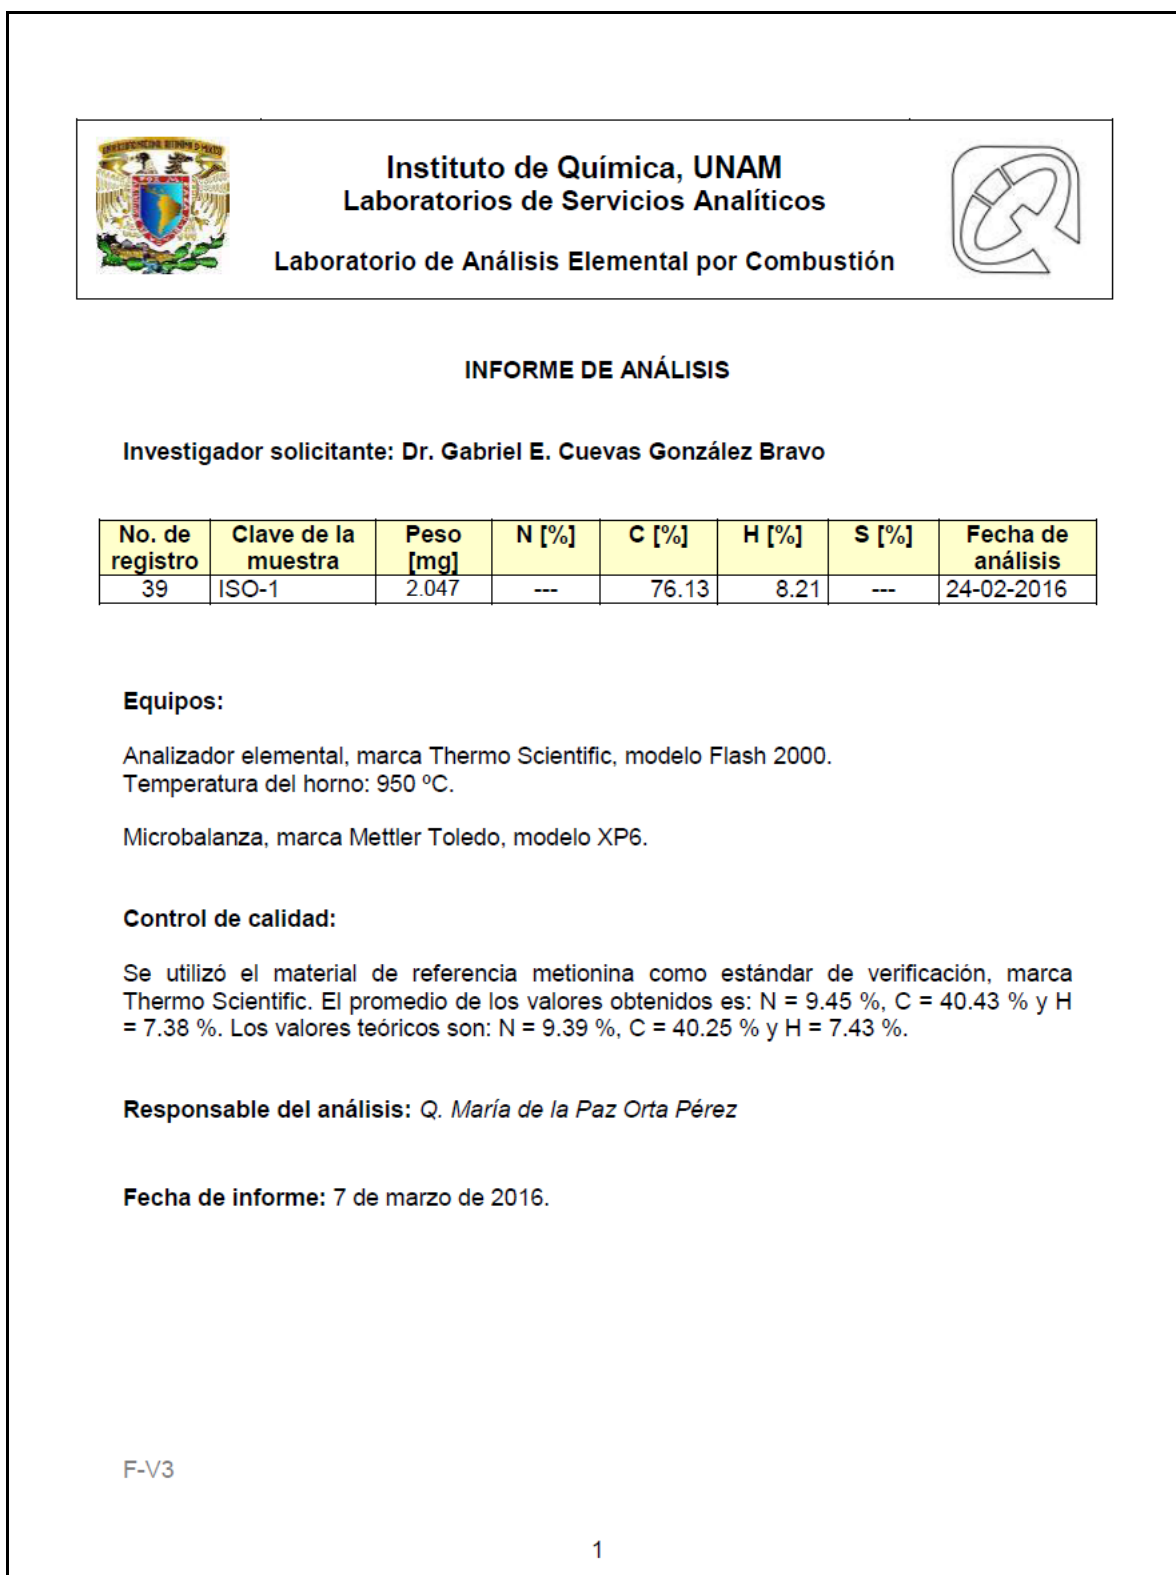 Instituto de Química, UNAM
Laboratorios de Servicios Analíticos
Laboratorio de Análisis Elemental por Combustión
INFORME DE ANÁLISIS
Investigador solicitante: Dr. Gabriel E. Cuevas González Bravo
No. de registro Clave de la muestra Peso [mg] N [%] C [%] H [%] S [%] Fecha de análisis
39 ISO-1 2.047 --- 76.13 8.21 --- 24-02-2016
Equipos:
Analizador elemental, marca Thermo Scientific, modelo Flash 2000.
Temperatura del horno: 950 ºC.
Microbalanza, marca Mettler Toledo, modelo XP6.
Control de calidad:
Se utilizó el material de referencia metionina como estándar de verificación, marca
Thermo Scientific. El promedio de los valores obtenidos es: N = 9.45 %, C = 40.43 % y H
= 7.38 %. Los valores teóricos son: N = 9.39 %, C = 40.25 % y H = 7.43 %.
Responsable del análisis: Q. María de la Paz Orta Pérez
Fecha de informe: 7 de marzo de 2016.
F-V3
1